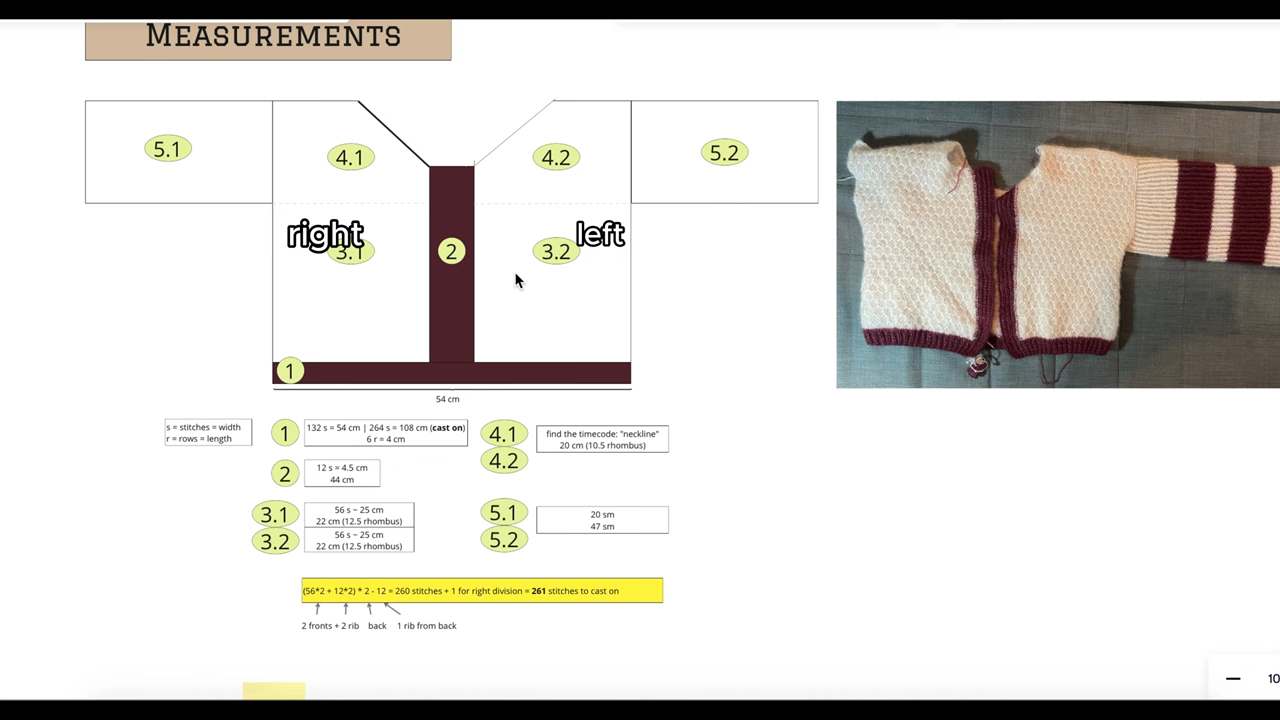 MEASUREMENTS
5.1
4.1
4.2
5.2
right
left
3.1
2
3.2
1
54 cm
s = stitches = width
r = rows = length
1
132 s = 54 cm | 264 s = 108 cm (cast on)
6 r = 4 cm
4.1
4.2
find the timecode: "neckline"
20 cm (10.5 rhombus)
2
12 s = 4.5 cm
44 cm
3.1
56 s ~ 25 cm
22 cm (12.5 rhombus)
3.2
56 s ~ 25 cm
22 cm (12.5 rhombus)
5.1
5.2
20 sm
47 sm
(56*2 + 12*2) * 2 - 12 = 260 stitches + 1 for right division = 261 stitches to cast on
2 fronts + 2 rib back 1 rib from back
10